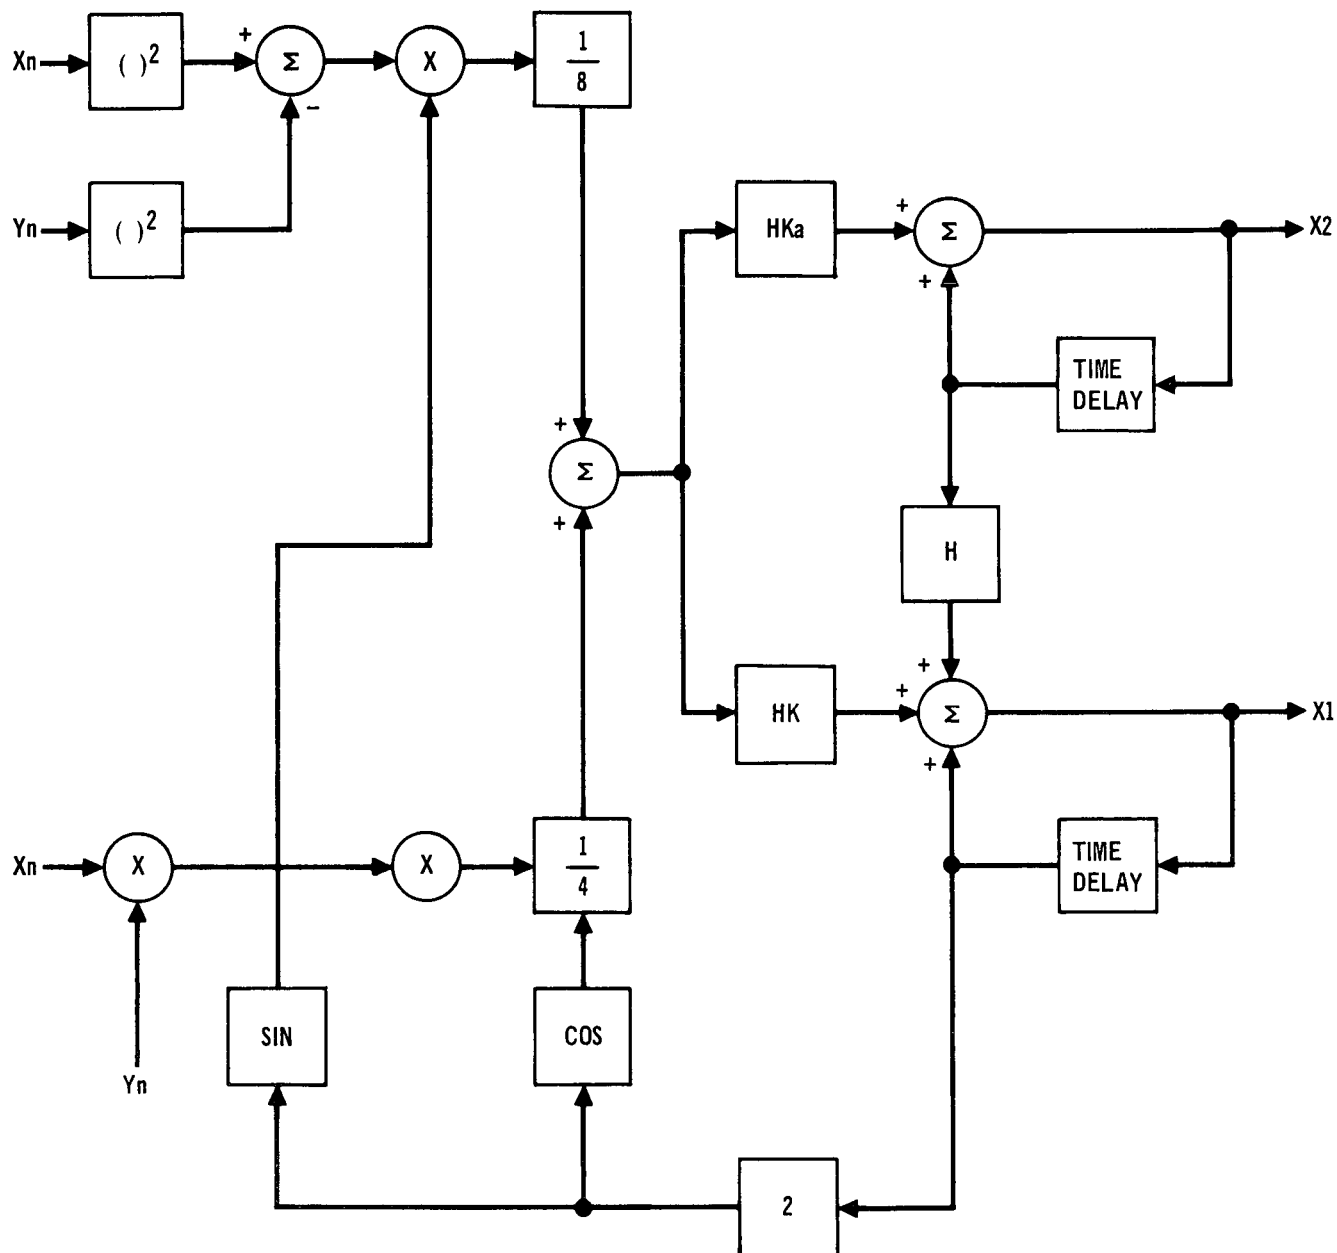 Xn ( )² + Σ X 1/8
−
Yn ( )²
HKa + Σ X2
+
TIME
DELAY
+
Σ
+
H
+
HK + Σ X1
+
Xn X X 1/4 TIME
DELAY
SIN COS
Yn
2